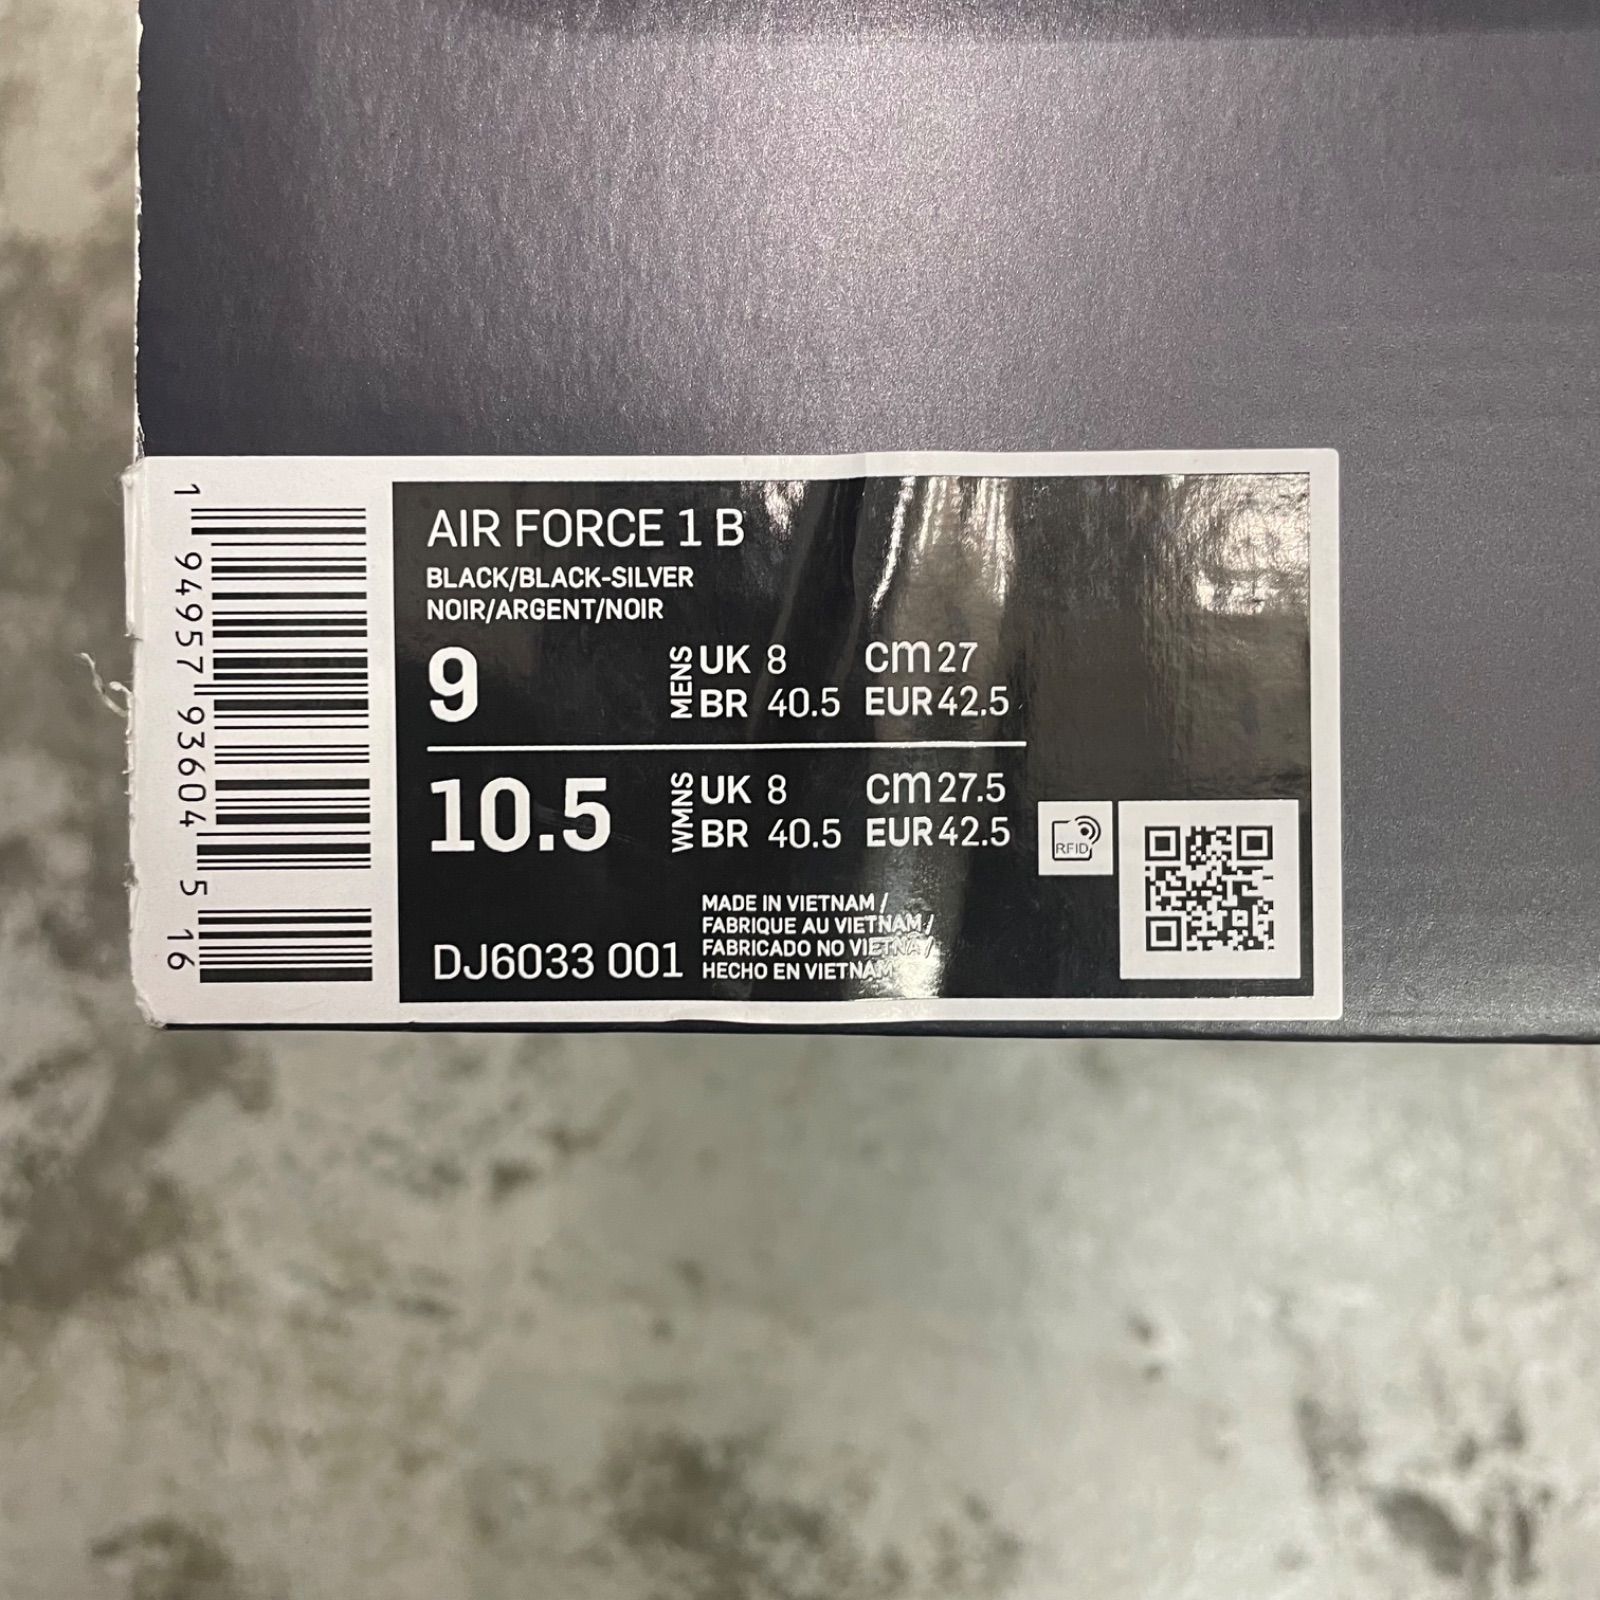 AIR FORCE 1 B
BLACK/BLACK-SILVER
NOIR/ARGENT/NOIR
9
MENS
UK 8 cm 27
BR 40.5 EUR 42.5
10.5
WMNS
UK 8 cm 27.5
BR 40.5 EUR 42.5
RFID
MADE IN VIETNAM /
FABRIQUE AU VIETNAM /
FABRICADO NO VIETNA /
HECHO EN VIETNAM
DJ6033 001
1 94957 93604 5 16